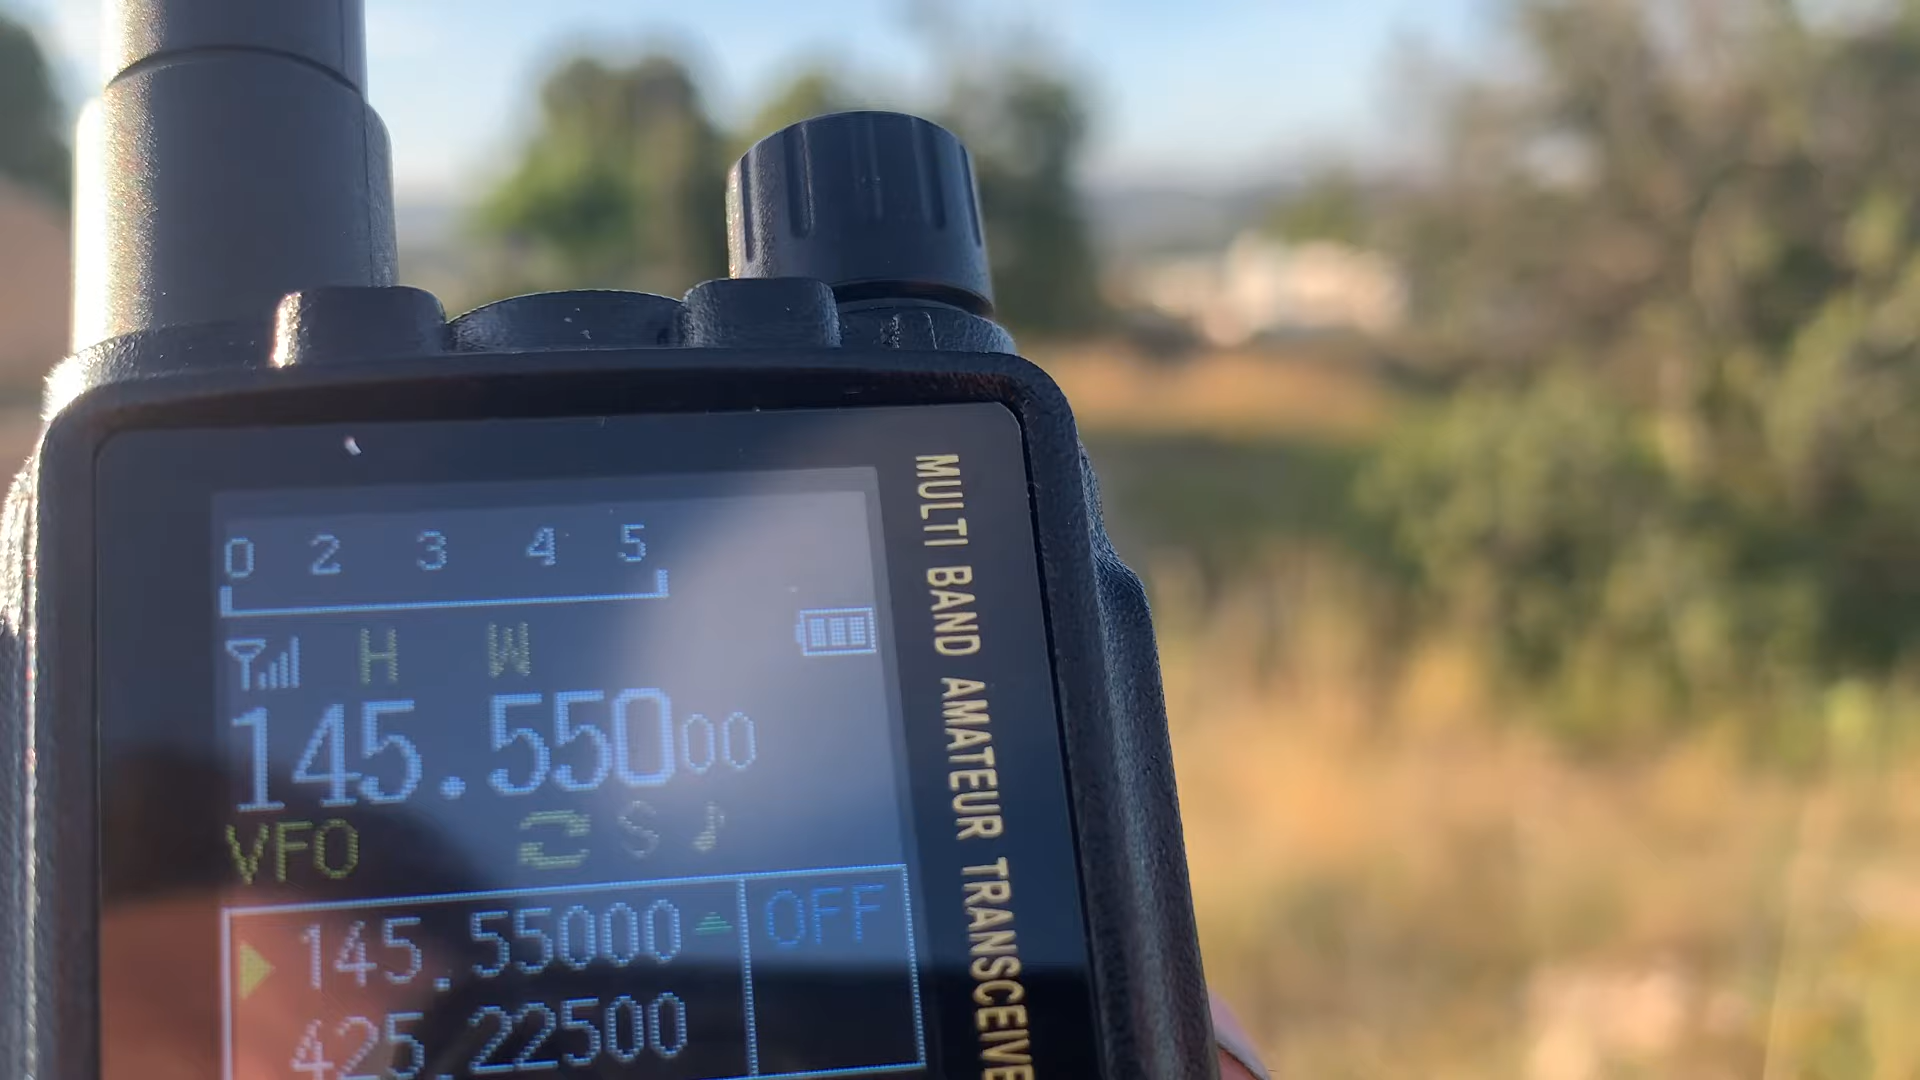 0 2 3 4 5
H W
145.55000
VFO S
145.55000 OFF
425.22500
MULTI BAND AMATEUR TRANSCEIVE